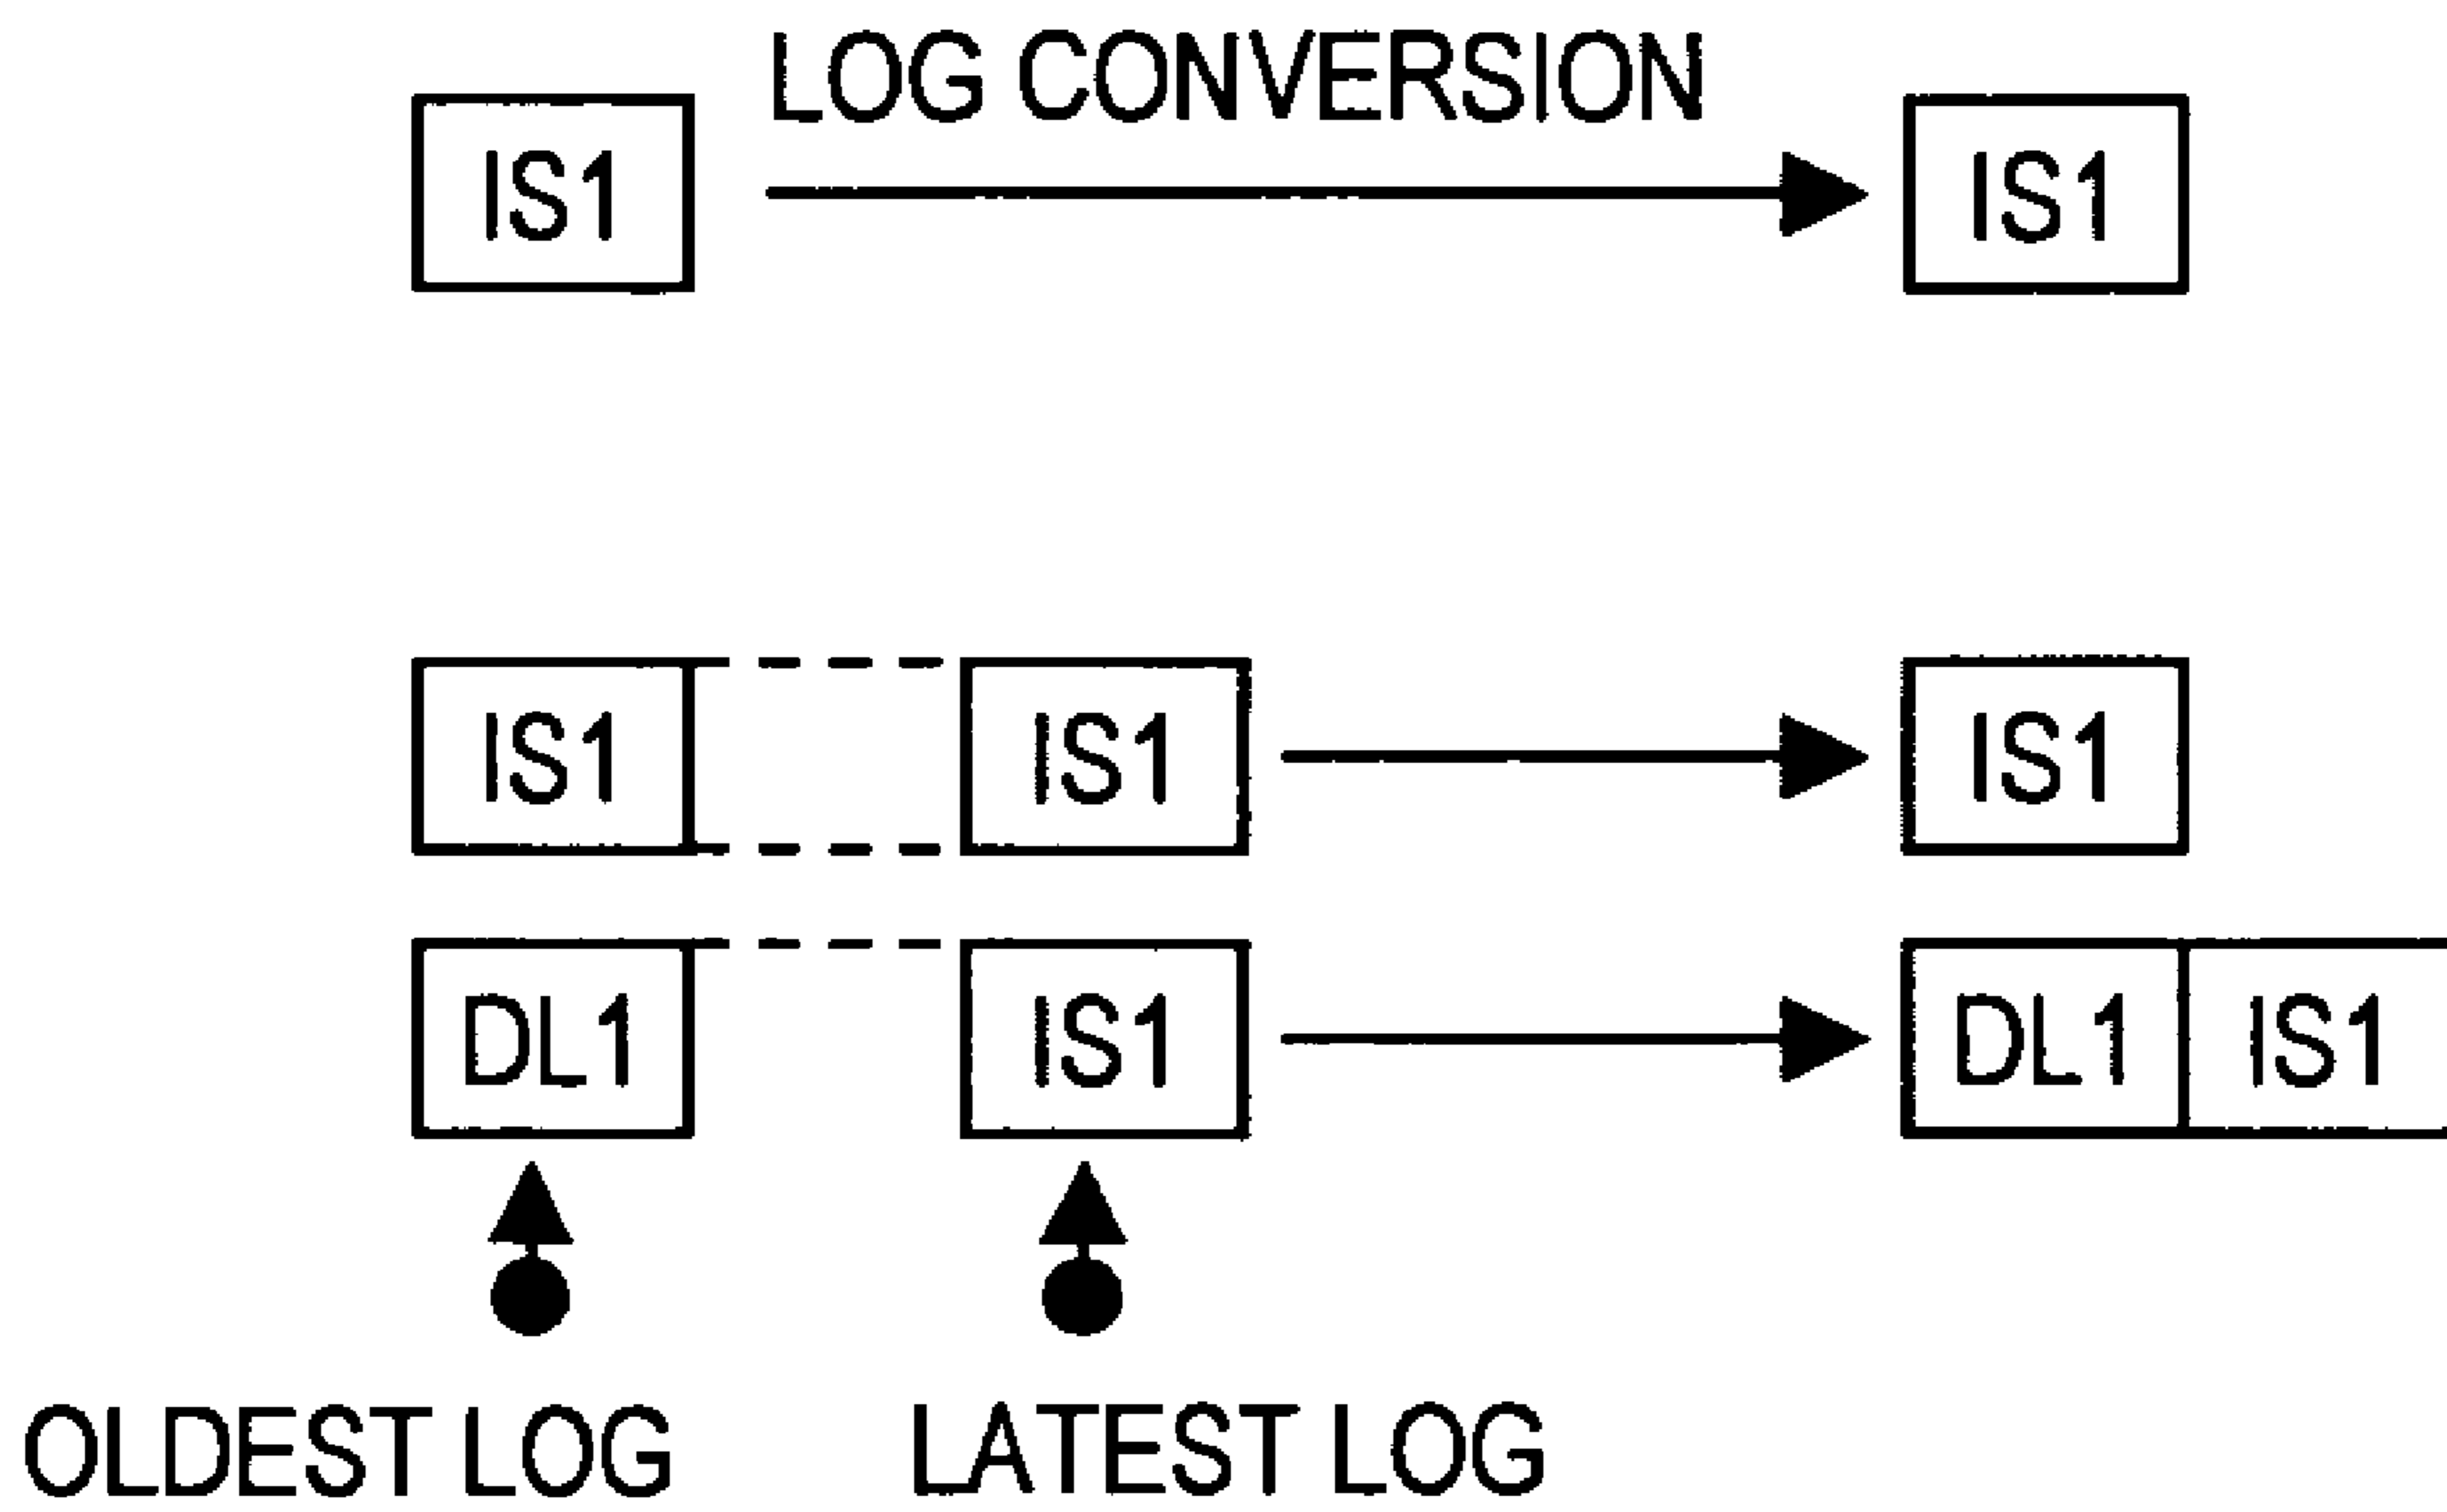 LOG CONVERSION
IS1 IS1
IS1 IS1 IS1
DL1 IS1 DL1 IS1
OLDEST LOG LATEST LOG